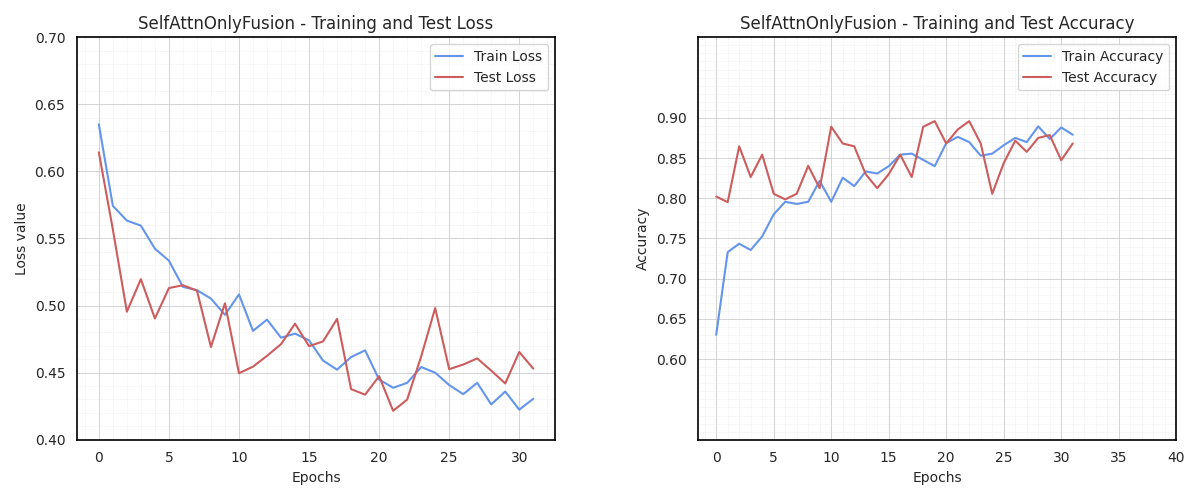 SelfAttnOnlyFusion - Training and Test Loss
0.70
0.65
0.60
0.55
0.50
0.45
0.40
Loss value
Train Loss
Test Loss
0 5 10 15 20 25 30
Epochs
SelfAttnOnlyFusion - Training and Test Accuracy
0.90
0.85
0.80
0.75
0.70
0.65
0.60
Accuracy
Train Accuracy
Test Accuracy
0 5 10 15 20 25 30 35 40
Epochs